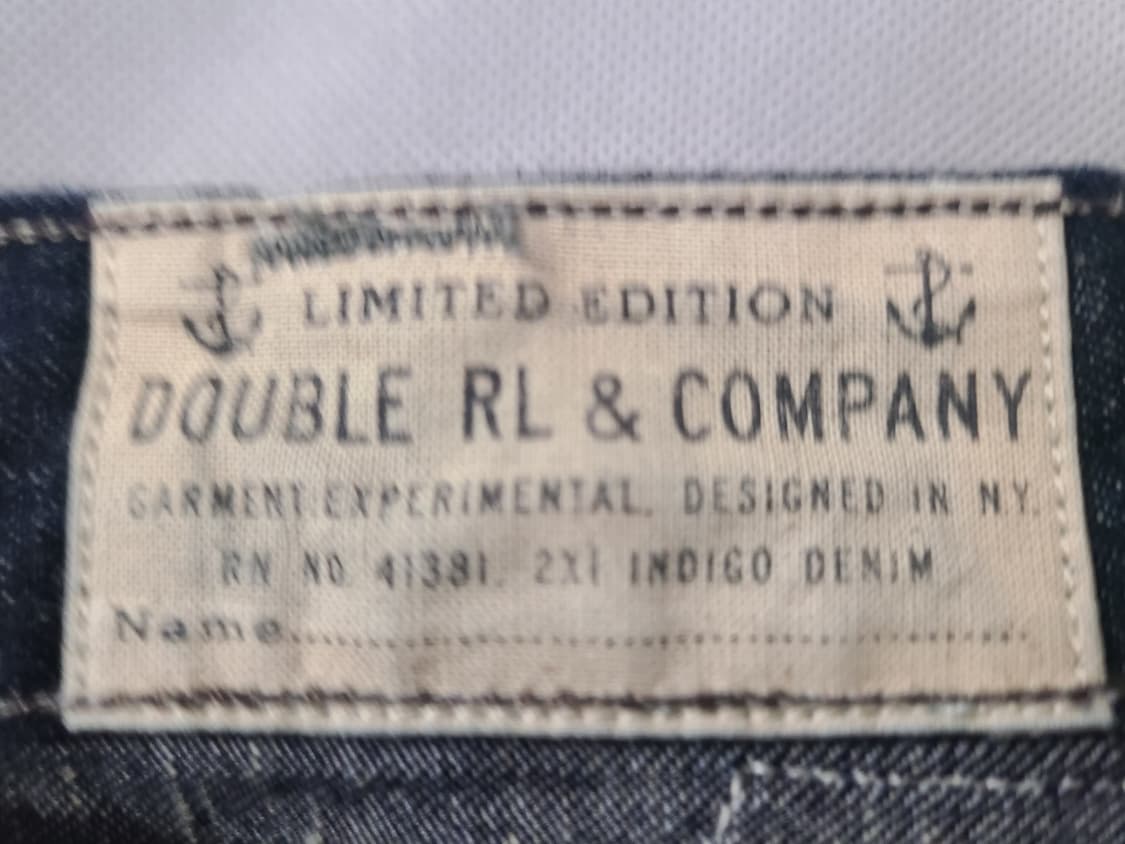 LIMITED EDITION
DOUBLE RL & COMPANY
GARMENT EXPERIMENTAL. DESIGNED IN N.Y.
RN NO 41381. 2X1 INDIGO DENIM
Name..............................................